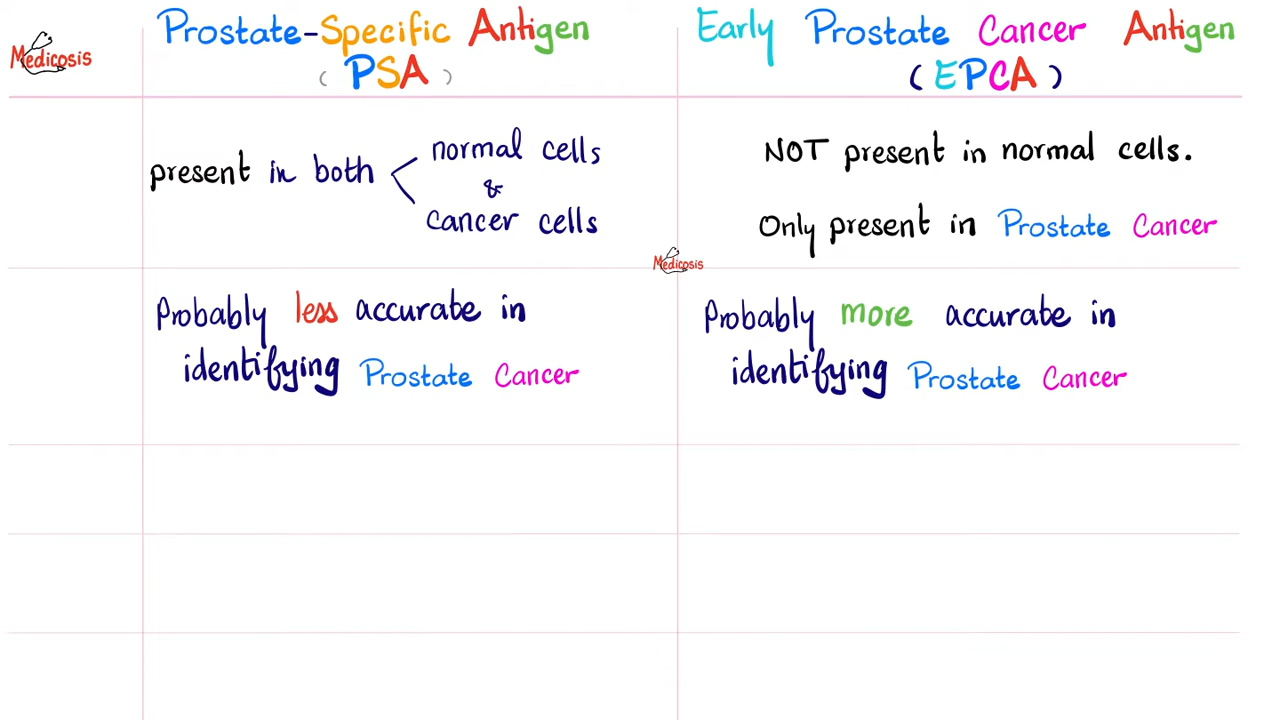 Medicosis
Prostate-Specific Antigen
(PSA)
Early Prostate Cancer Antigen
(EPCA)
present in both
normal cells
&
cancer cells
NOT present in normal cells.
Only present in Prostate Cancer
Medicosis
Probably less accurate in
identifying Prostate Cancer
Probably more accurate in
identifying Prostate Cancer